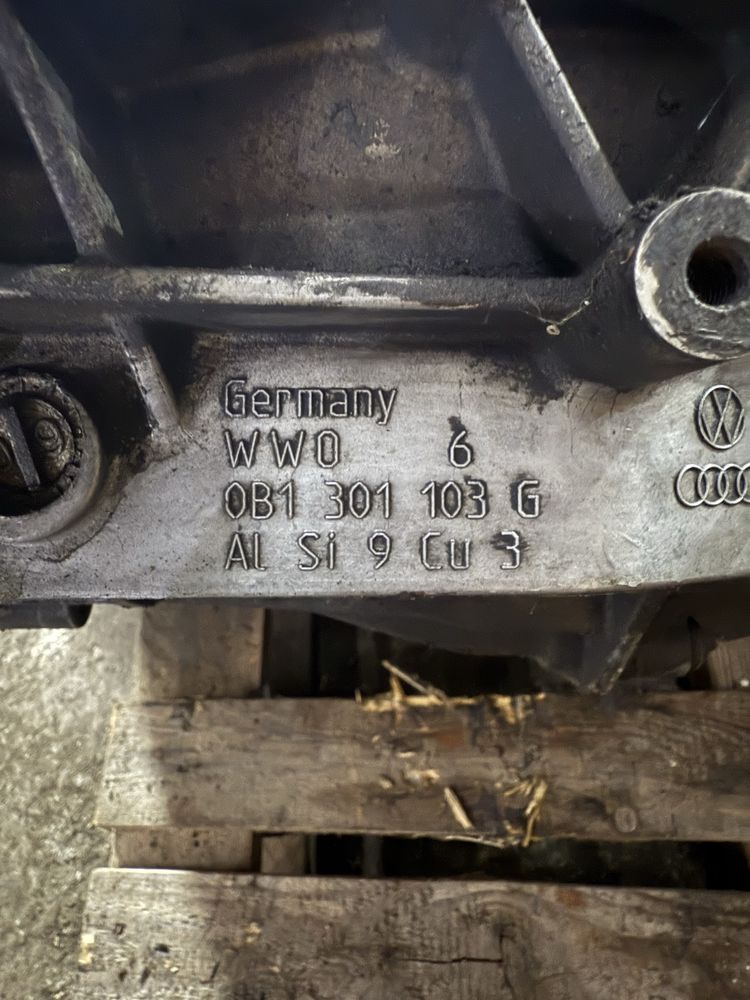 Germany
WWO 6
0B1 301 103 G
Al Si 9 Cu 3